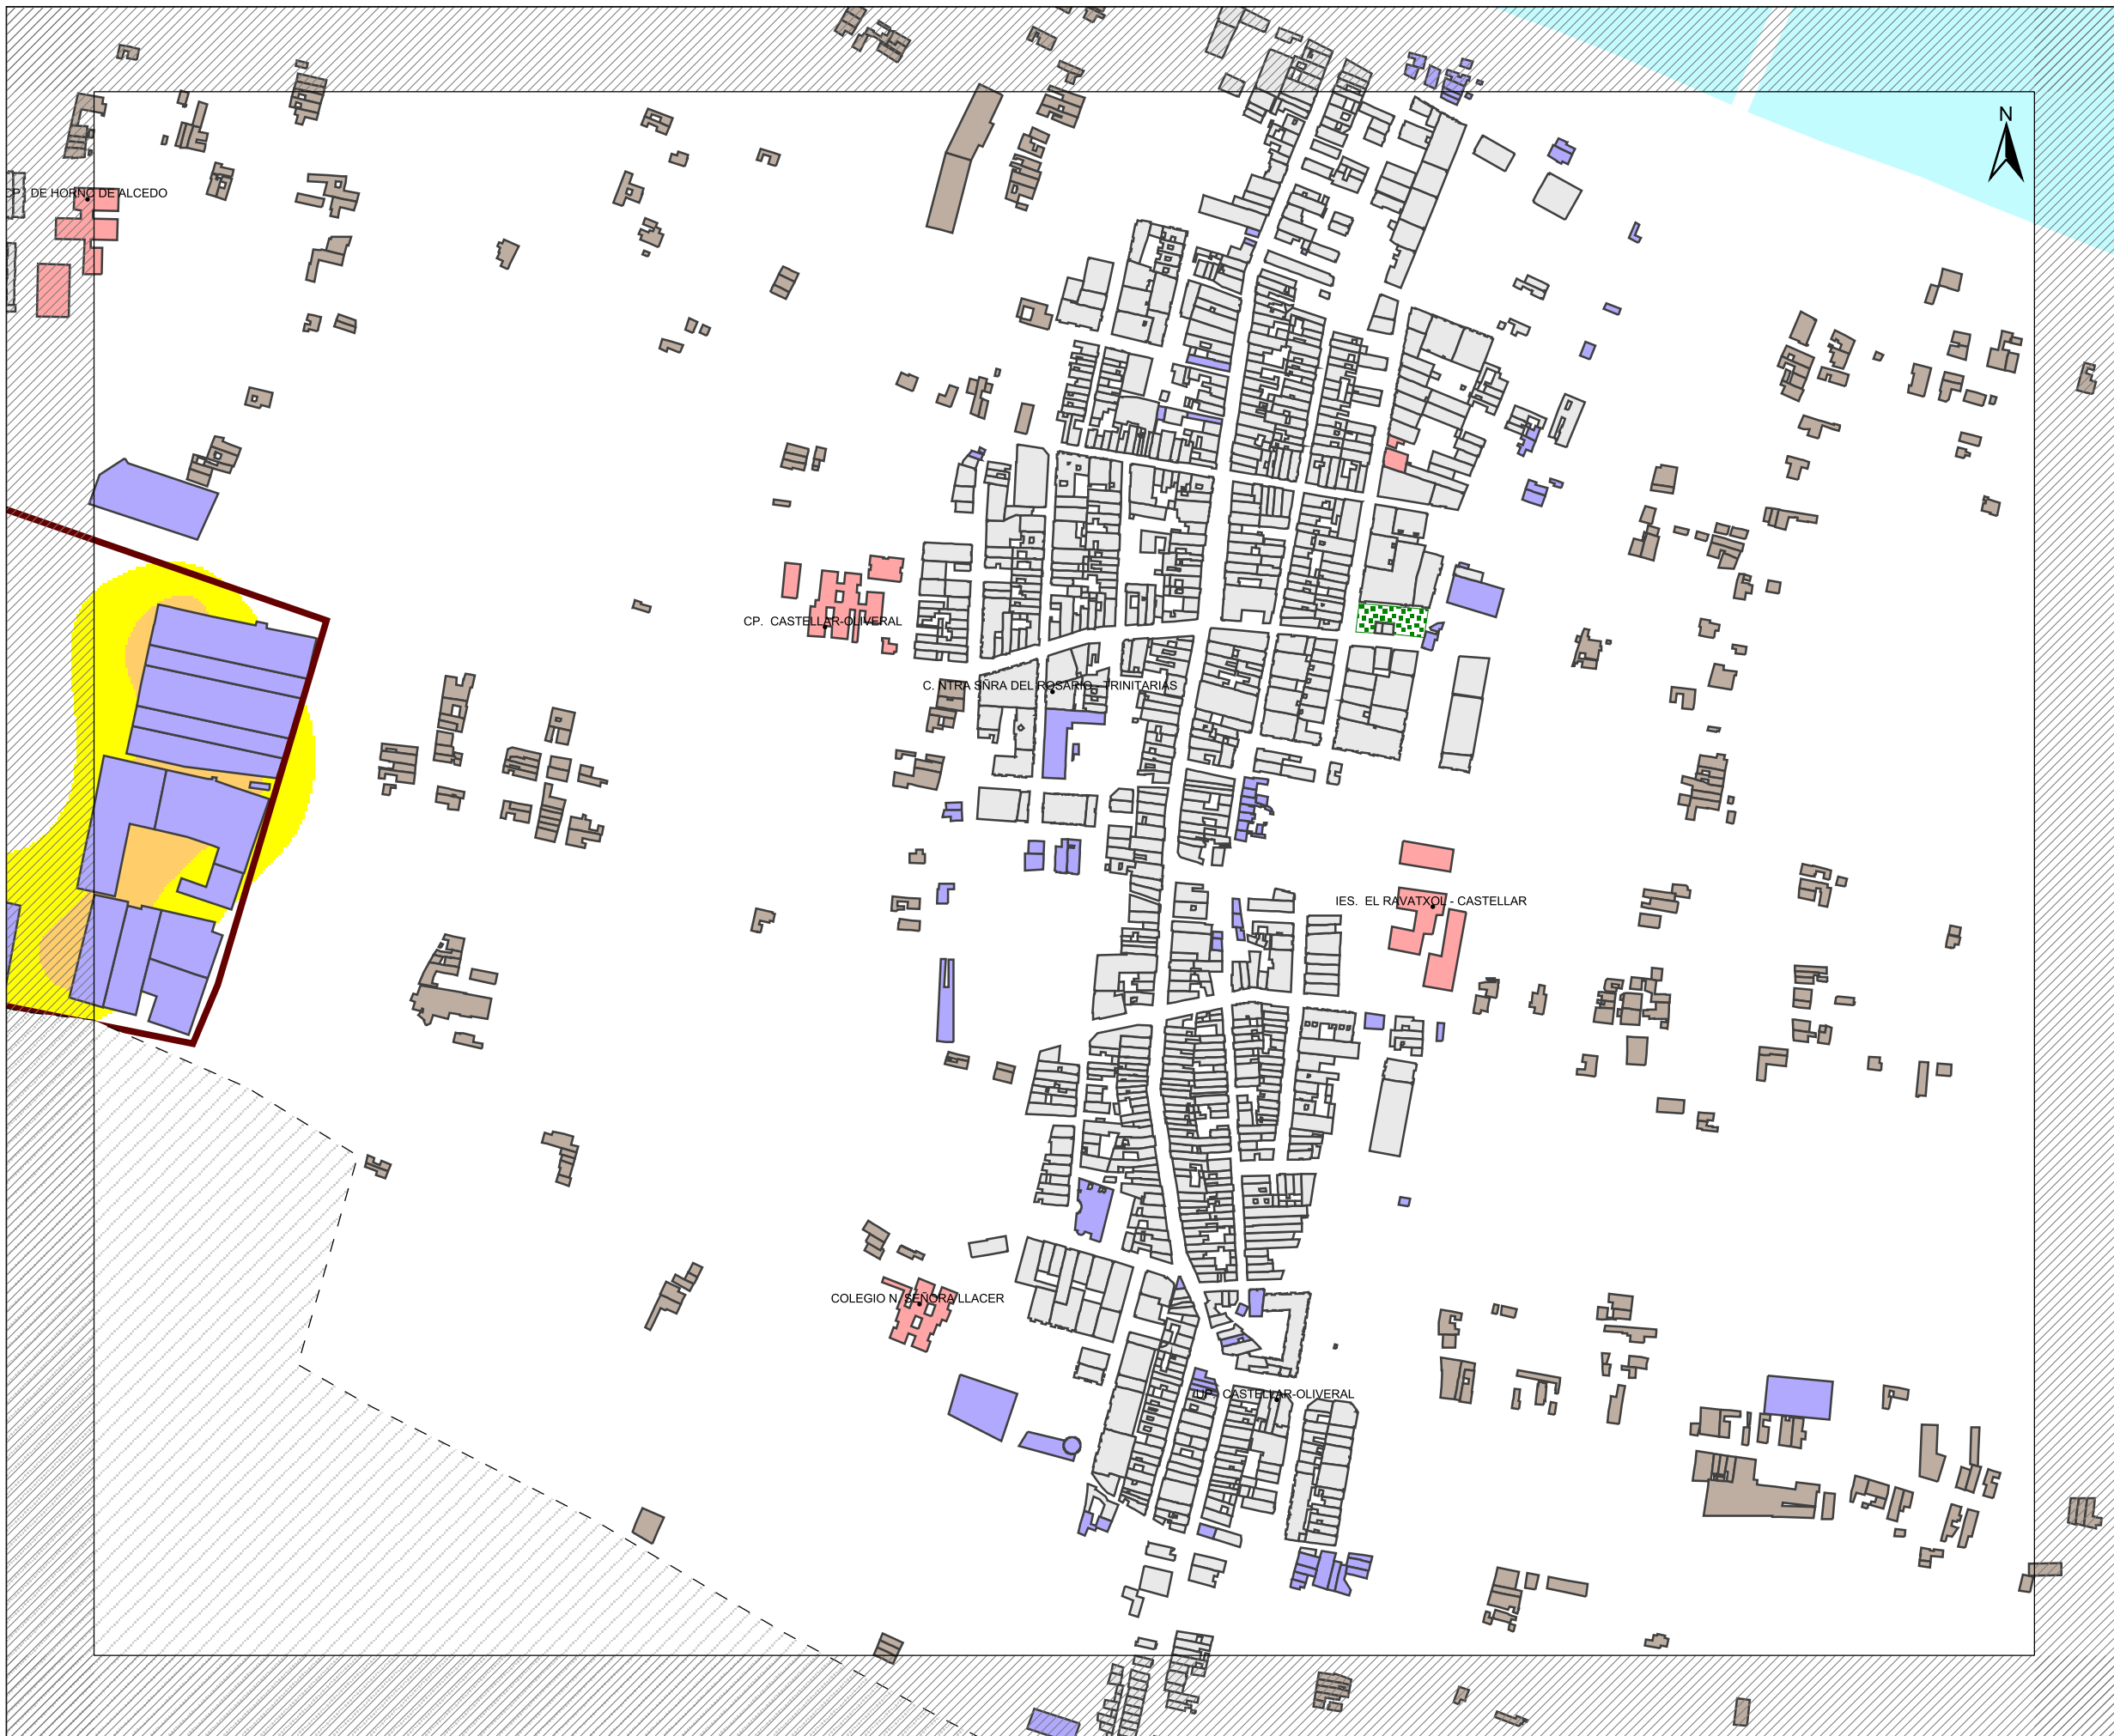 N
CP. DE HORNO DE ALCEDO
CP. CASTELLAR-OLIVERAL
C. NTRA SÑRA DEL ROSARIO - TRINITARIAS
IES. EL RAVATXOL - CASTELLAR
COLEGIO N. SEÑORA LLACER
UP. CASTELLAR-OLIVERAL